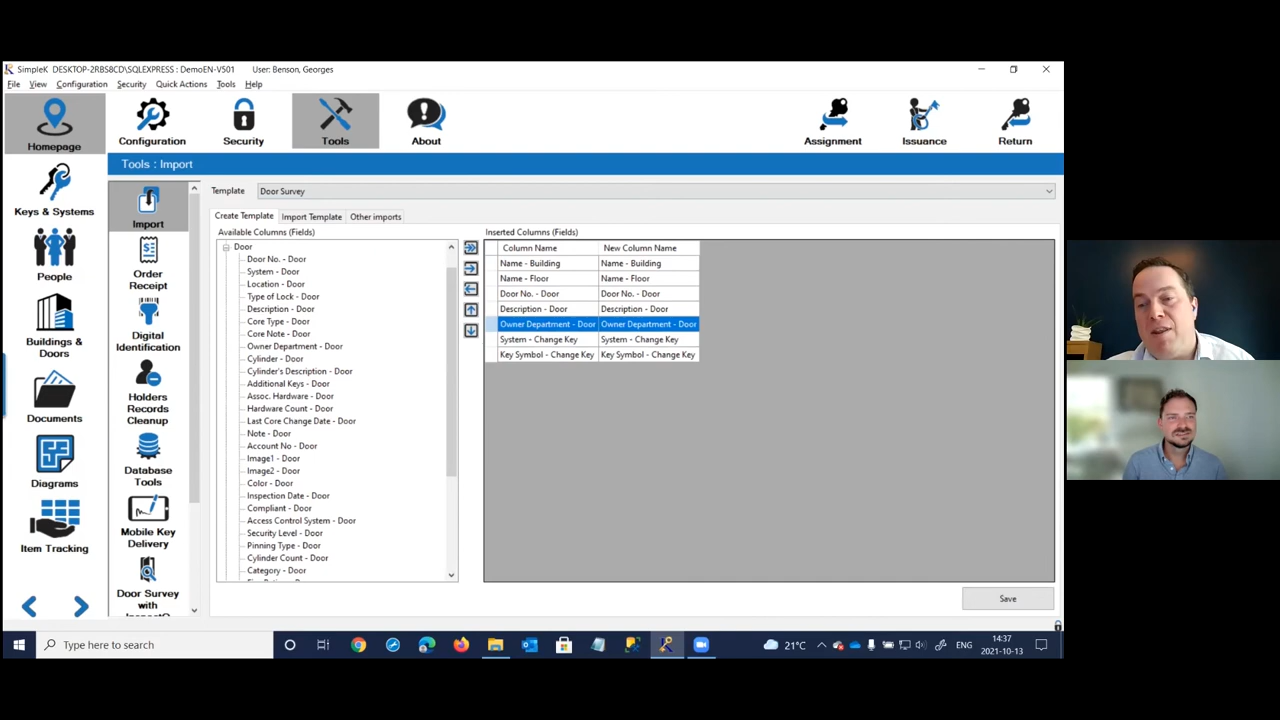 SimpleK DESKTOP-2RBS8CD\SQLEXPRESS : DemoEN-V501 User: Benson, Georges
File View Configuration Security Quick Actions Tools Help
Homepage
Configuration
Security
Tools
About
Assignment
Issuance
Return
Keys & Systems
People
Buildings &
Doors
Documents
Diagrams
Item Tracking
Tools : Import
Import
Order
Receipt
Digital
Identification
Holders
Records
Cleanup
Database
Tools
Mobile Key
Delivery
Door Survey
with
Template Door Survey
Create Template Import Template Other imports
Available Columns (Fields)
Door
Door No. - Door
System - Door
Location - Door
Type of Lock - Door
Description - Door
Core Type - Door
Core Note - Door
Owner Department - Door
Cylinder - Door
Cylinder's Description - Door
Additional Keys - Door
Assoc. Hardware - Door
Hardware Count - Door
Last Core Change Date - Door
Note - Door
Account No - Door
Image1 - Door
Image2 - Door
Color - Door
Inspection Date - Door
Compliant - Door
Access Control System - Door
Security Level - Door
Pinning Type - Door
Cylinder Count - Door
Category - Door
Inserted Columns (Fields)
Column Name New Column Name
Name - Building Name - Building
Name - Floor Name - Floor
Door No. - Door Door No. - Door
Description - Door Description - Door
Owner Department - Door Owner Department - Door
System - Change Key System - Change Key
Key Symbol - Change Key Key Symbol - Change Key
Save
Type here to search
21°C
ENG
14:37
2021-10-13